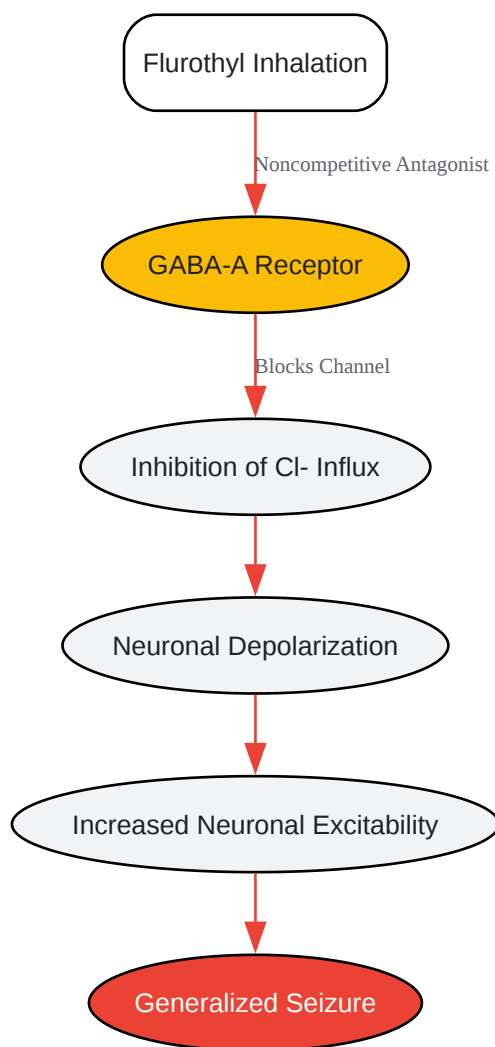 Flurothyl Inhalation
Noncompetitive Antagonist
GABA-A Receptor
Blocks Channel
Inhibition of Cl- Influx
Neuronal Depolarization
Increased Neuronal Excitability
Generalized Seizure